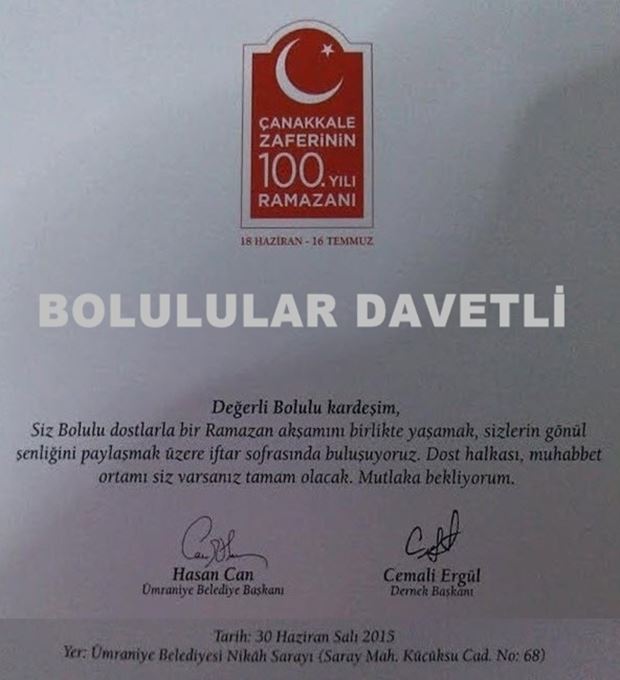 ÇANAKKALE
ZAFERİNİN
100. YILI
RAMAZANI
18 HAZİRAN - 16 TEMMUZ
BOLULULAR DAVETLİ
Değerli Bolulu kardeşim,
Siz Bolulu dostlarla bir Ramazan akşamını birlikte yaşamak, sizlerin gönül
şenliğini paylaşmak üzere iftar sofrasında buluşuyoruz. Dost halkası, muhabbet
ortamı siz varsanız tamam olacak. Mutlaka bekliyorum.
Hasan Can
Ümraniye Belediye Başkanı
Cemali Ergül
Dernek Başkanı
Tarih: 30 Haziran Salı 2015
Yer: Ümraniye Belediyesi Nikâh Sarayı (Saray Mah. Küçüksu Cad. No: 68)